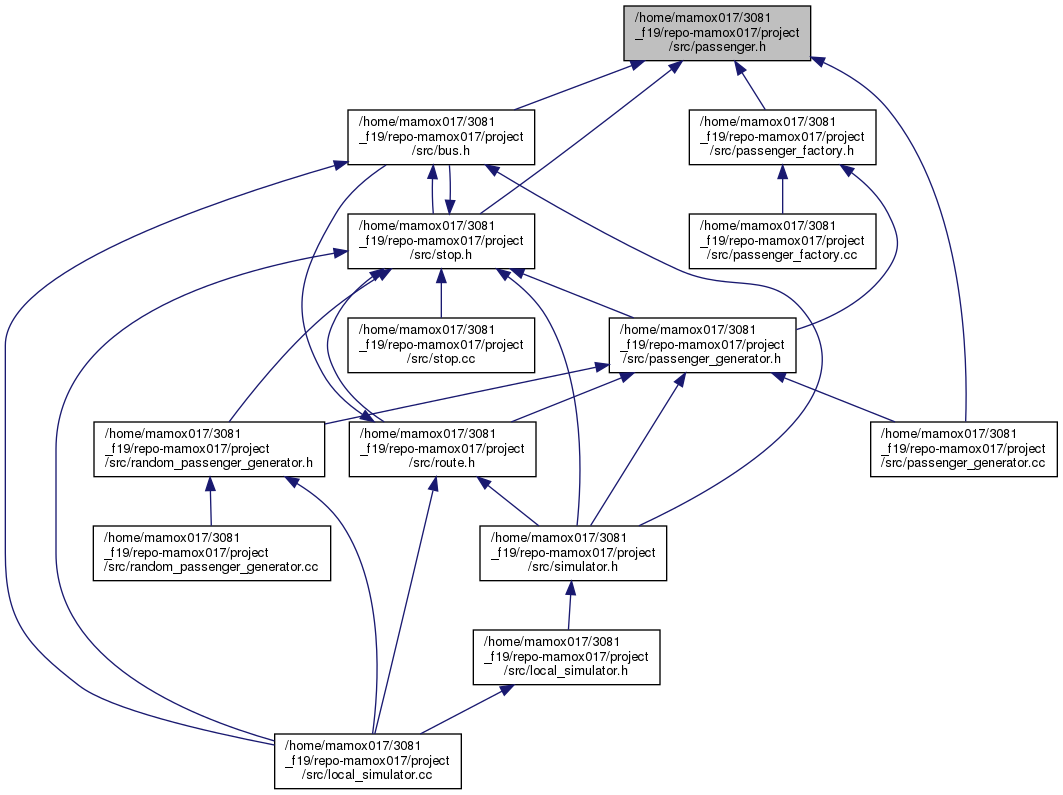 /home/mamox017/3081
_f19/repo-mamox017/project
/src/passenger.h
/home/mamox017/3081
_f19/repo-mamox017/project
/src/bus.h
/home/mamox017/3081
_f19/repo-mamox017/project
/src/passenger_factory.h
/home/mamox017/3081
_f19/repo-mamox017/project
/src/stop.h
/home/mamox017/3081
_f19/repo-mamox017/project
/src/passenger_factory.cc
/home/mamox017/3081
_f19/repo-mamox017/project
/src/stop.cc
/home/mamox017/3081
_f19/repo-mamox017/project
/src/passenger_generator.h
/home/mamox017/3081
_f19/repo-mamox017/project
/src/random_passenger_generator.h
/home/mamox017/3081
_f19/repo-mamox017/project
/src/route.h
/home/mamox017/3081
_f19/repo-mamox017/project
/src/passenger_generator.cc
/home/mamox017/3081
_f19/repo-mamox017/project
/src/random_passenger_generator.cc
/home/mamox017/3081
_f19/repo-mamox017/project
/src/simulator.h
/home/mamox017/3081
_f19/repo-mamox017/project
/src/local_simulator.h
/home/mamox017/3081
_f19/repo-mamox017/project
/src/local_simulator.cc